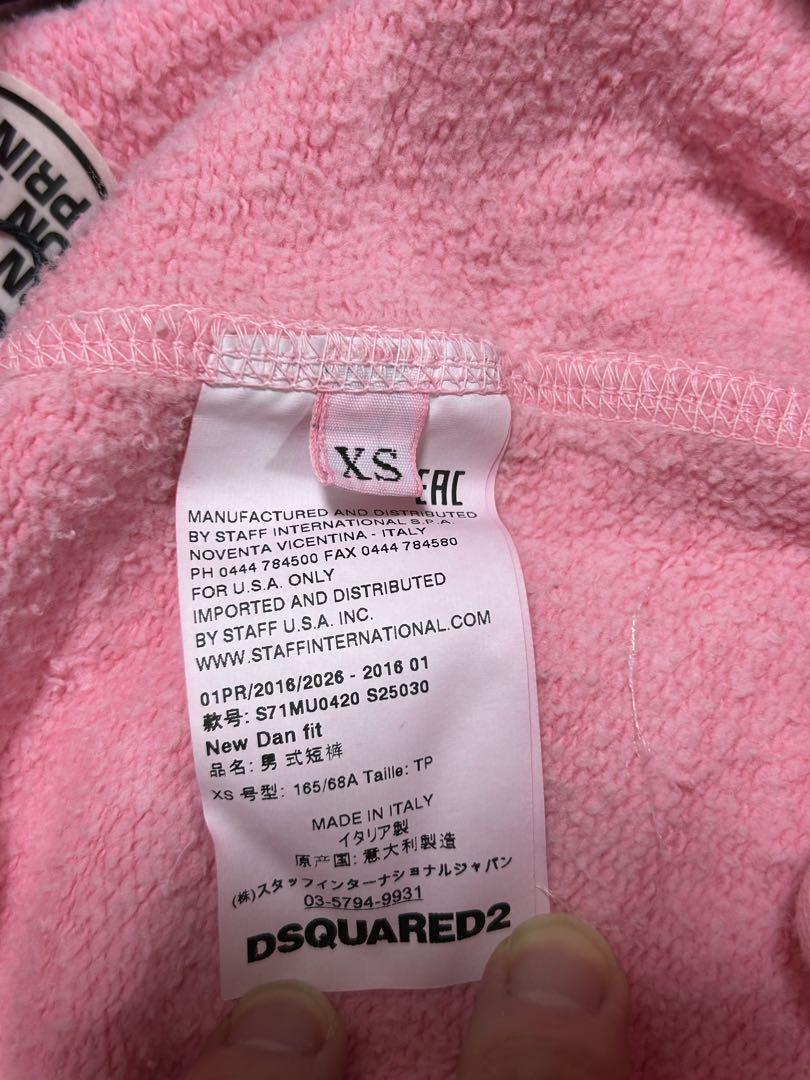 ON
PRIN
XS
EAC
MANUFACTURED AND DISTRIBUTED
BY STAFF INTERNATIONAL S.P.A.
NOVENTA VICENTINA - ITALY
PH 0444 784500 FAX 0444 784580
FOR U.S.A. ONLY
IMPORTED AND DISTRIBUTED
BY STAFF U.S.A. INC.
WWW.STAFFINTERNATIONAL.COM
01PR/2016/2026 - 2016 01
款号: S71MU0420 S25030
New Dan fit
品名: 男式短裤
XS 号型: 165/68A Taille: TP
MADE IN ITALY
イタリア製
原产国: 意大利製造
(株)スタッフインターナショナルジャパン
03-5794-9931
DSQUARED2